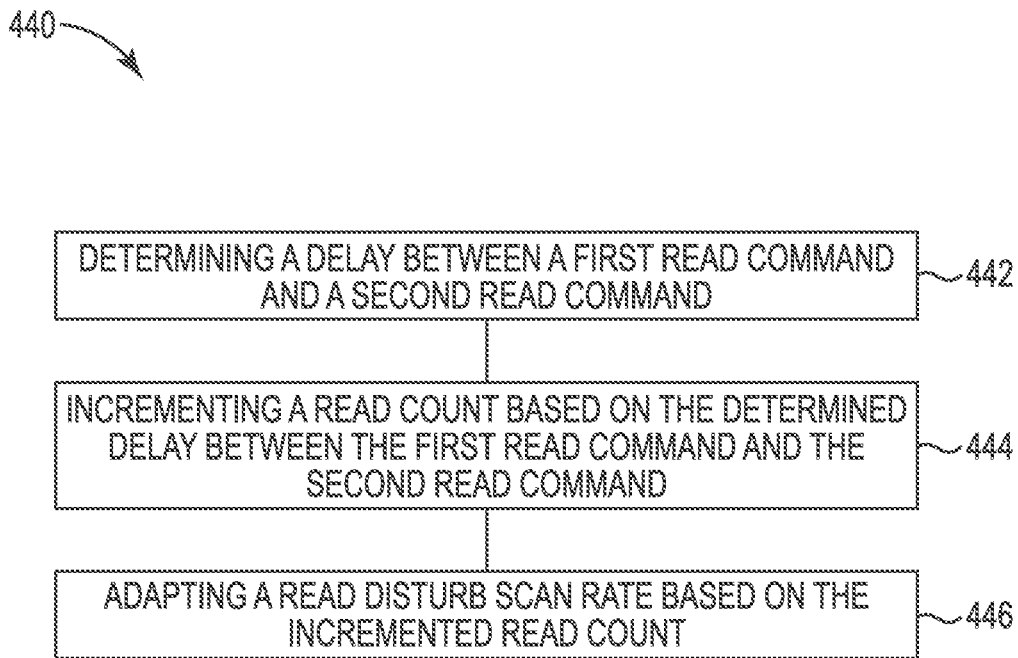 440
DETERMINING A DELAY BETWEEN A FIRST READ COMMAND
AND A SECOND READ COMMAND
442
INCREMENTING A READ COUNT BASED ON THE DETERMINED
DELAY BETWEEN THE FIRST READ COMMAND AND THE
SECOND READ COMMAND
444
ADAPTING A READ DISTURB SCAN RATE BASED ON THE
INCREMENTED READ COUNT
446